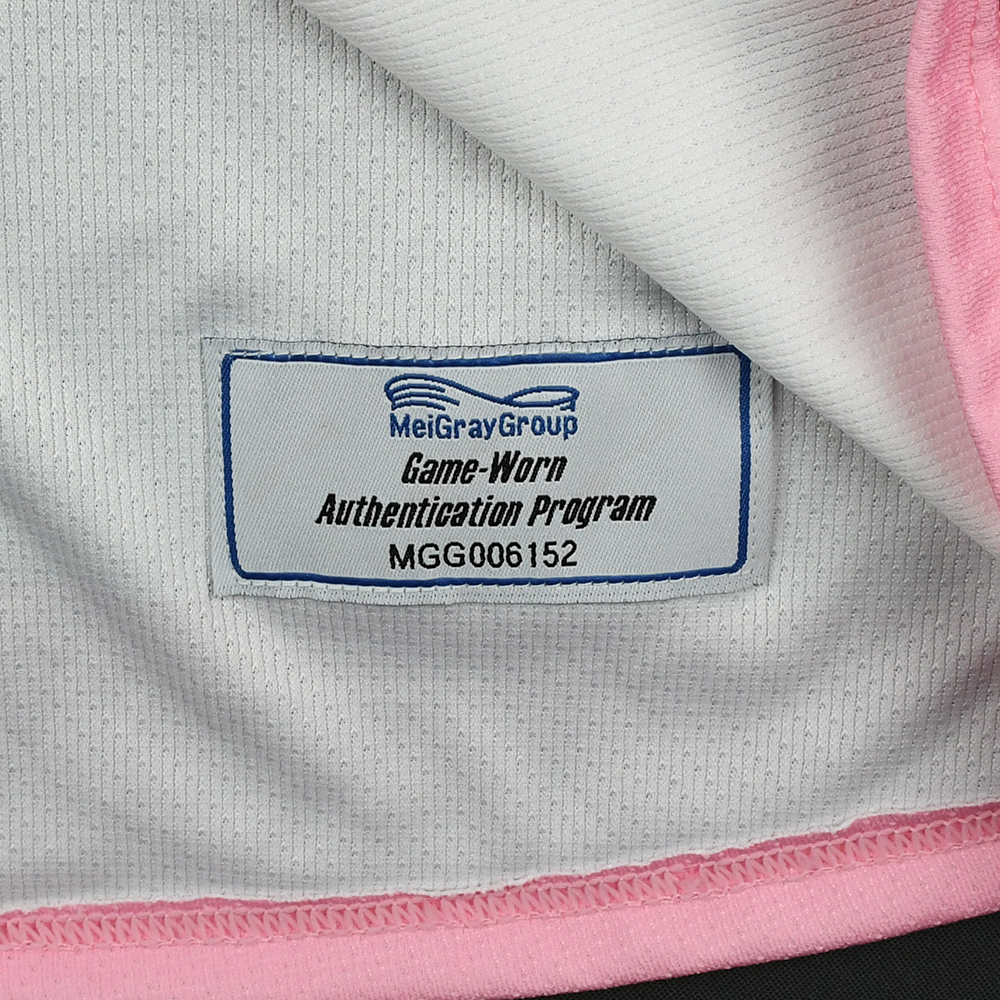 MeiGrayGroup
Game-Worn
Authentication Program
MGG006152